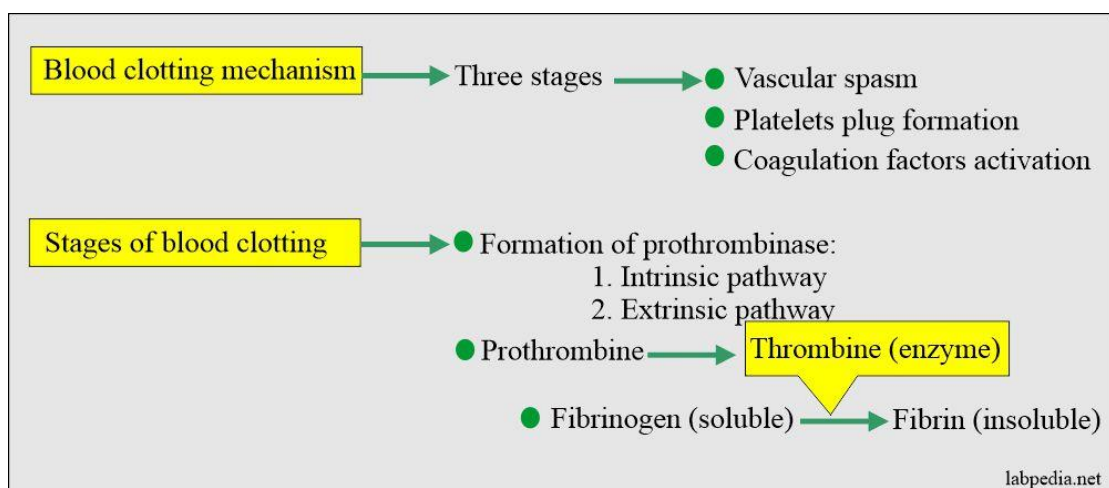 Blood clotting mechanism Three stages Vascular spasm
Platelets plug formation
Coagulation factors activation
Stages of blood clotting Formation of prothrombinase:
1. Intrinsic pathway
2. Extrinsic pathway
Prothrombine Thrombine (enzyme)
Fibrinogen (soluble) Fibrin (insoluble)
labpedia.net